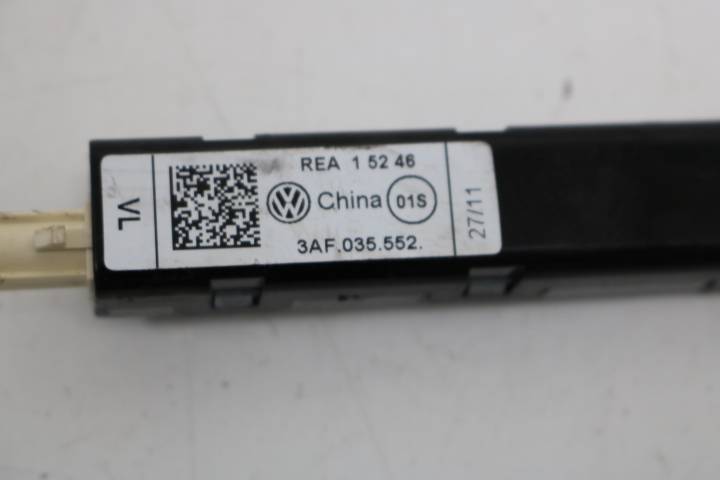 VL
REA 1 52 46
China 01S
3AF.035.552.
27/11